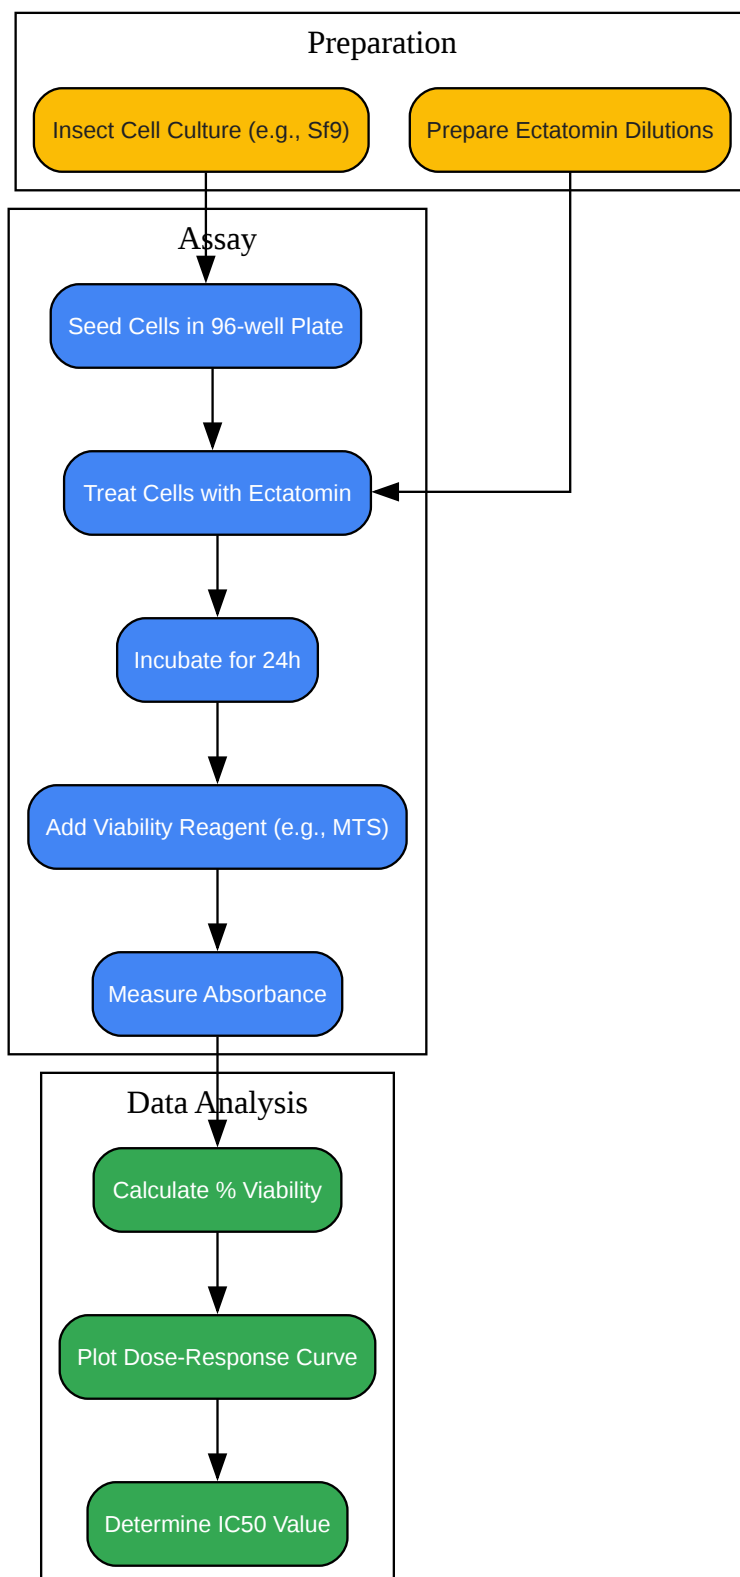 Preparation
Insect Cell Culture (e.g., Sf9)
Prepare Ectatomin Dilutions
Assay
Seed Cells in 96-well Plate
Treat Cells with Ectatomin
Incubate for 24h
Add Viability Reagent (e.g., MTS)
Measure Absorbance
Data Analysis
Calculate % Viability
Plot Dose-Response Curve
Determine IC50 Value